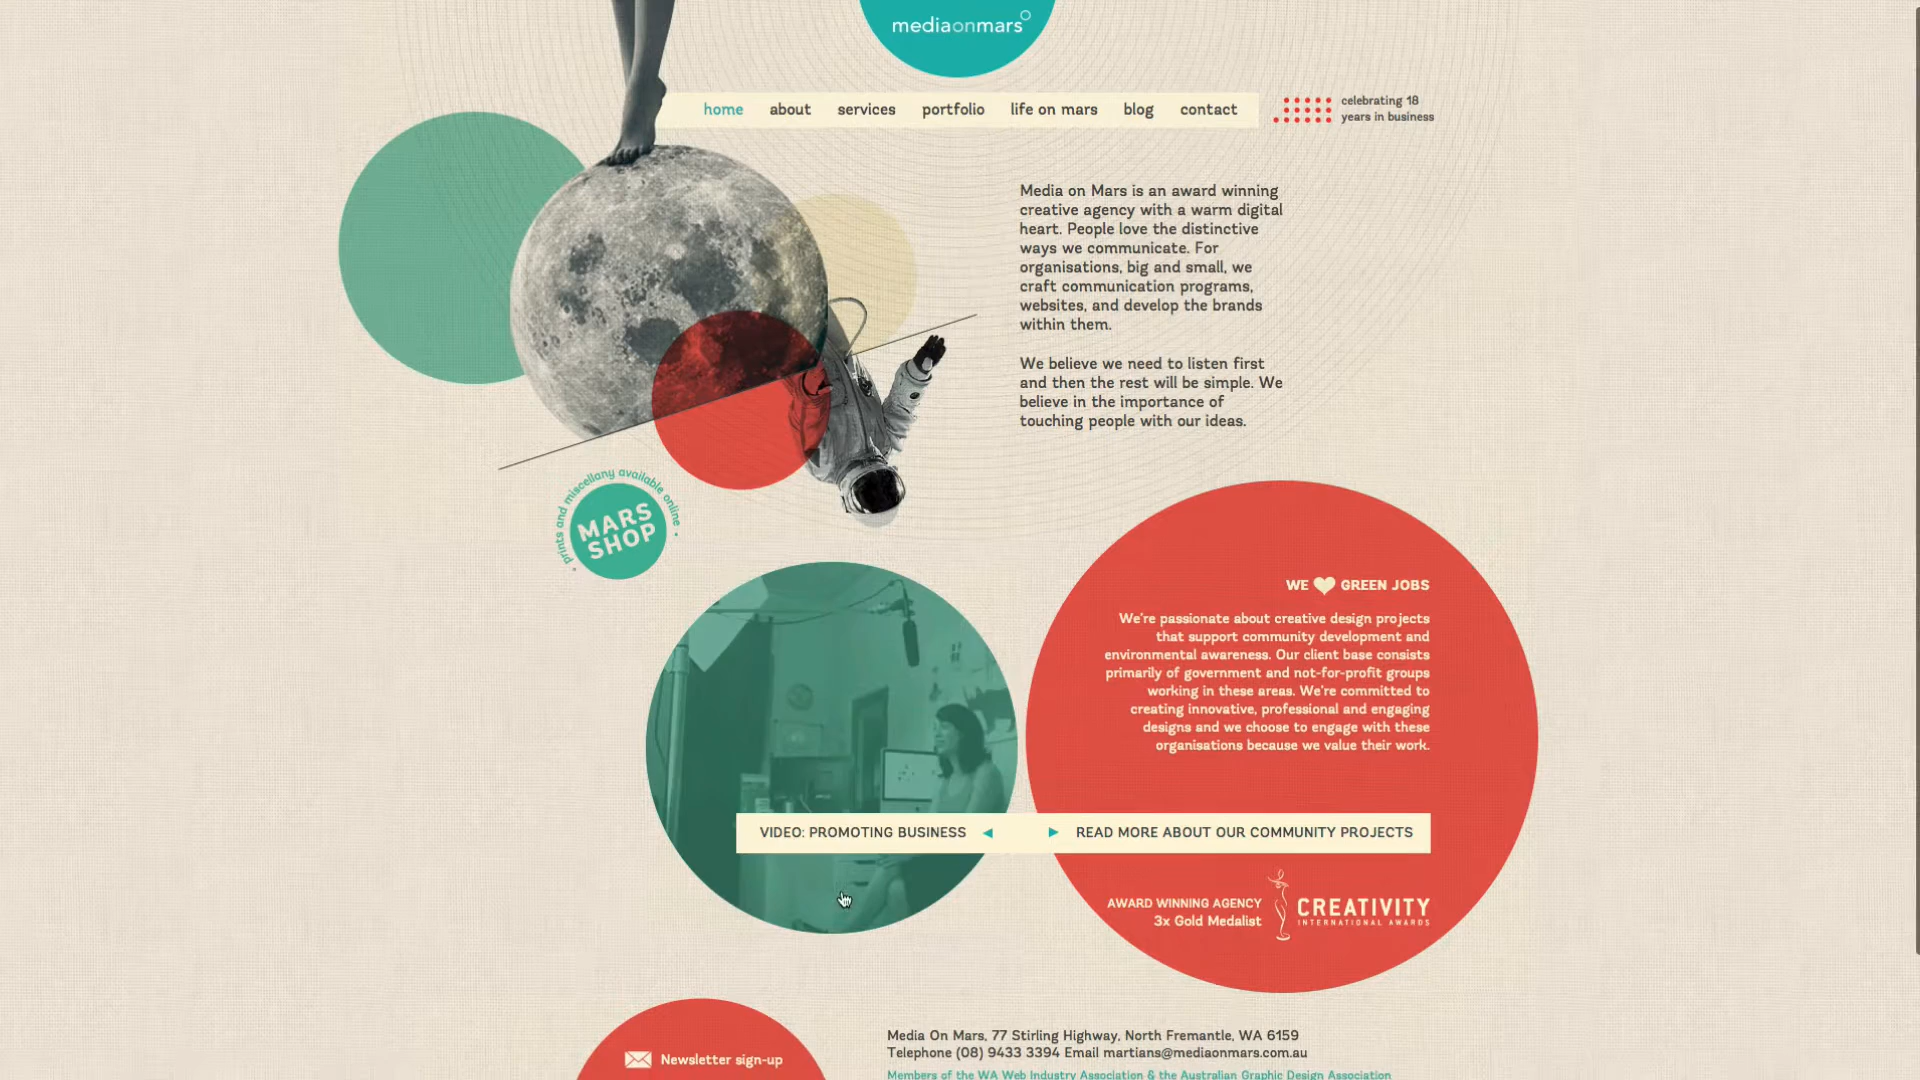 mediaonmars
home about services portfolio life on mars blog contact
celebrating 18
years in business
Media on Mars is an award winning
creative agency with a warm digital
heart. People love the distinctive
ways we communicate. For
organisations, big and small, we
craft communication programs,
websites, and develop the brands
within them.
We believe we need to listen first
and then the rest will be simple. We
believe in the importance of
touching people with our ideas.
• prints and miscellany available online •
MARS
SHOP
WE ♥ GREEN JOBS
We're passionate about creative design projects
that support community development and
environmental awareness. Our client base consists
primarily of government and not-for-profit groups
working in these areas. We're committed to
creating innovative, professional and engaging
designs and we choose to engage with these
organisations because we value their work.
VIDEO: PROMOTING BUSINESS ◀ ▶ READ MORE ABOUT OUR COMMUNITY PROJECTS
AWARD WINNING AGENCY
3x Gold Medalist
CREATIVITY
INTERNATIONAL AWARDS
Newsletter sign-up
Media On Mars, 77 Stirling Highway, North Fremantle, WA 6159
Telephone (08) 9433 3394 Email martians@mediaonmars.com.au
Members of the WA Web Industry Association & the Australian Graphic Design Association